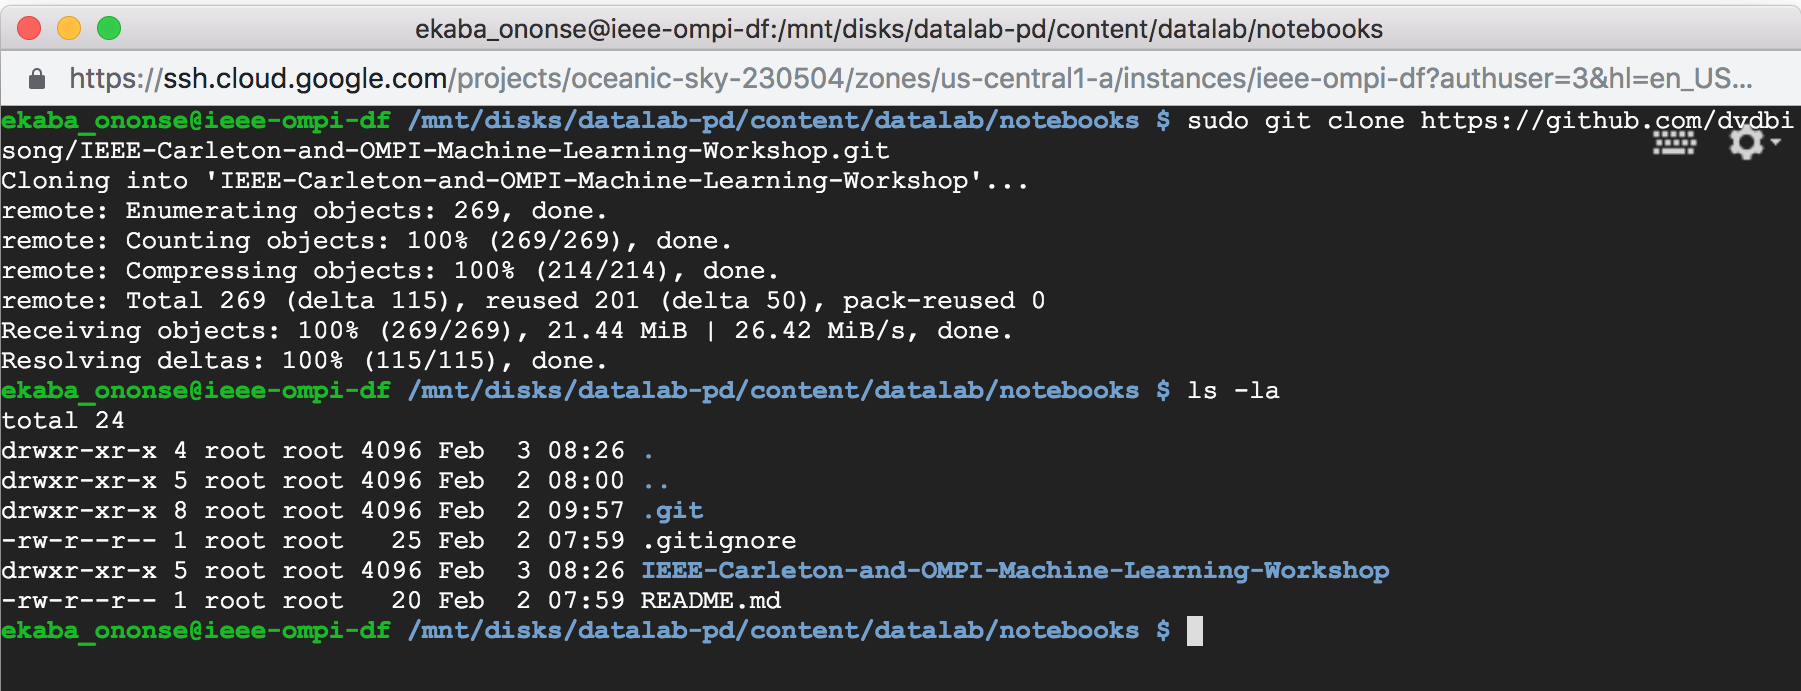 ekaba_ononse@ieee-ompi-df:/mnt/disks/datalab-pd/content/datalab/notebooks
https://ssh.cloud.google.com/projects/oceanic-sky-230504/zones/us-central1-a/instances/ieee-ompi-df?authuser=3&hl=en_US...
ekaba_ononse@ieee-ompi-df /mnt/disks/datalab-pd/content/datalab/notebooks $ sudo git clone https://github.com/dvdbi
song/IEEE-Carleton-and-OMPI-Machine-Learning-Workshop.git
Cloning into 'IEEE-Carleton-and-OMPI-Machine-Learning-Workshop'...
remote: Enumerating objects: 269, done.
remote: Counting objects: 100% (269/269), done.
remote: Compressing objects: 100% (214/214), done.
remote: Total 269 (delta 115), reused 201 (delta 50), pack-reused 0
Receiving objects: 100% (269/269), 21.44 MiB | 26.42 MiB/s, done.
Resolving deltas: 100% (115/115), done.
ekaba_ononse@ieee-ompi-df /mnt/disks/datalab-pd/content/datalab/notebooks $ ls -la
total 24
drwxr-xr-x 4 root root 4096 Feb  3 08:26 .
drwxr-xr-x 5 root root 4096 Feb  2 08:00 ..
drwxr-xr-x 8 root root 4096 Feb  2 09:57 .git
-rw-r--r-- 1 root root   25 Feb  2 07:59 .gitignore
drwxr-xr-x 5 root root 4096 Feb  3 08:26 IEEE-Carleton-and-OMPI-Machine-Learning-Workshop
-rw-r--r-- 1 root root   20 Feb  2 07:59 README.md
ekaba_ononse@ieee-ompi-df /mnt/disks/datalab-pd/content/datalab/notebooks $